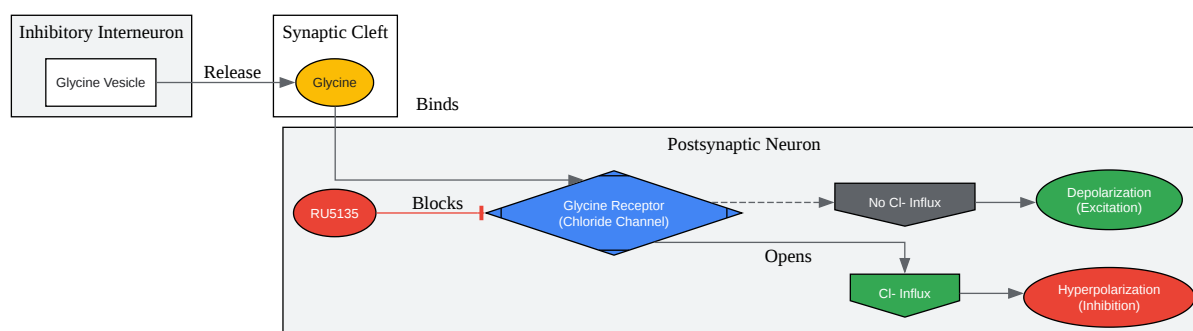 Inhibitory Interneuron
Synaptic Cleft
Glycine Vesicle
Release
Glycine
Binds
Postsynaptic Neuron
RU5135
Blocks
Glycine Receptor
(Chloride Channel)
No Cl- Influx
Depolarization
(Excitation)
Opens
Cl- Influx
Hyperpolarization
(Inhibition)